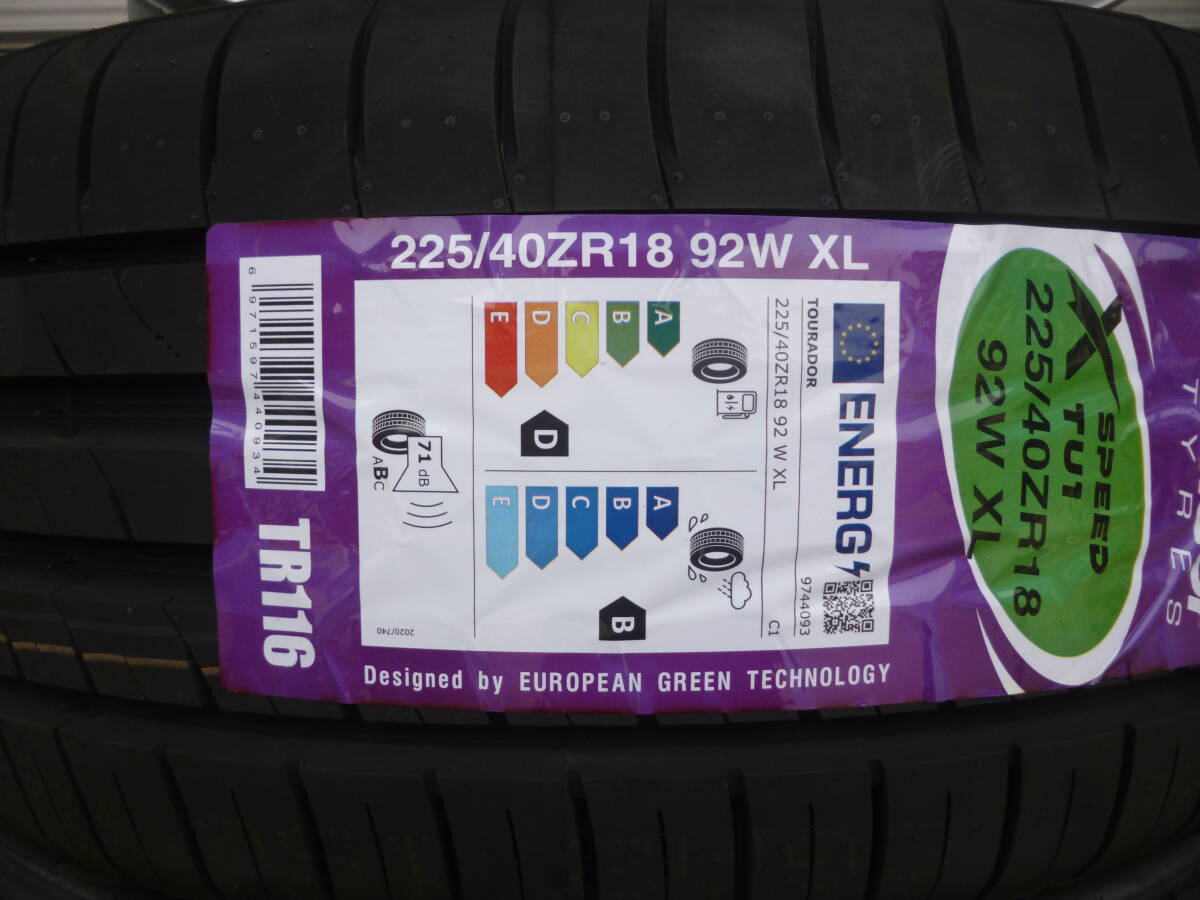 225/40ZR18 92W XL
6 971597 440934
TR116
ENERG
TOURADOR
9744093
225/40ZR18 92 W XL
C1
A
B
C
D
E
D
A
B
C
D
E
B
71 dB
ABC
2020/740
Designed by EUROPEAN GREEN TECHNOLOGY
X SPEED
TU1
225/40ZR18
92W XL
TYRES